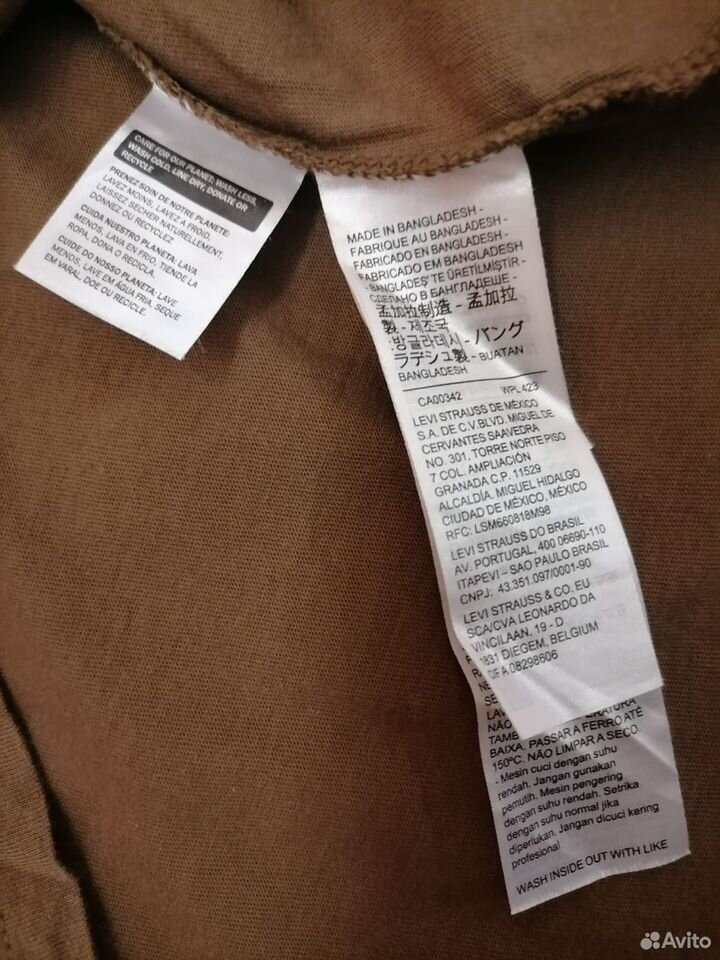 CARE FOR OUR PLANET: WASH LESS,
WASH COLD, LINE DRY, DONATE OR
RECYCLE
PRENEZ SOIN DE NOTRE PLANETE:
LAVEZ MOINS, LAVEZ A FROID,
LAISSEZ SECHER NATURELLEMENT,
DONNEZ OU RECYCLEZ
CUIDA NUESTRO PLANETA: LAVA
MENOS, LAVA EN FRIO, TIENDE LA
ROPA, DONA O RECICLA.
CUIDE DO NOSSO PLANETA: LAVE
MENOS, LAVE EM ÁGUA FRIA, SEQUE
EM VARAL, DOE OU RECICLE.
MADE IN BANGLADESH -
FABRIQUE AU BANGLADESH -
FABRICADO EN BANGLADESH -
FABRICADO EM BANGLADESH
- BANGLADEŞ' TE ÜRETILMIŞTIR -
СДЕЛАНО В БАНГЛАДЕШЕ -
孟加拉制造 - 孟加拉
製 - 제조국
:방글라데시 - バング
ラデシュ製 - BUATAN
BANGLADESH
CA00342 WPL 423
LEVI STRAUSS DE MÉXICO
S.A. DE C.V.BLVD. MIGUEL DE
CERVANTES SAAVEDRA
NO. 301, TORRE NORTE PISO
7 COL. AMPLIACIÓN
GRANADA C.P. 11529
ALCALDÍA. MIGUEL HIDALGO
CIUDAD DE MÉXICO, MÉXICO
RFC: LSM660818M98
LEVI STRAUSS DO BRASIL
AV. PORTUGAL, 400 06690-110
ITAPEVI – SAO PAULO BRASIL
CNPJ: 43.351.097/0001-90
LEVI STRAUSS & CO. EU
SCA/CVA LEONARDO DA
VINCILAAN, 19 - D
1831 DIEGEM, BELGIUM
A 08298606
NÃO
BAIXA. PASSAR A FERRO ATÉ
150ºC. NÃO LIMPAR A SECO.
- Mesin cuci dengan suhu
rendah. Jangan gunakan
pemutih. Mesin pengering
dengan suhu rendah. Setrika
dengan suhu normal jika
diperlukan. Jangan dicuci kering
profesional
WASH INSIDE OUT WITH LIKE
Avito